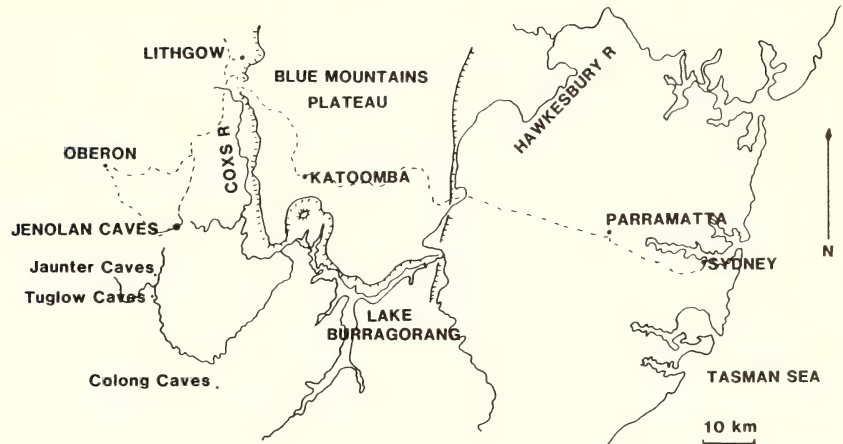 LITHGOW
BLUE MOUNTAINS
PLATEAU
HAWKESBURY R
OBERON
COXS R
KATOOMBA
JENOLAN CAVES
PARRAMATTA
N
Jaunter Caves
SYDNEY
Tuglow Caves
LAKE
BURRAGORANG
Colong Caves
TASMAN SEA
10 km